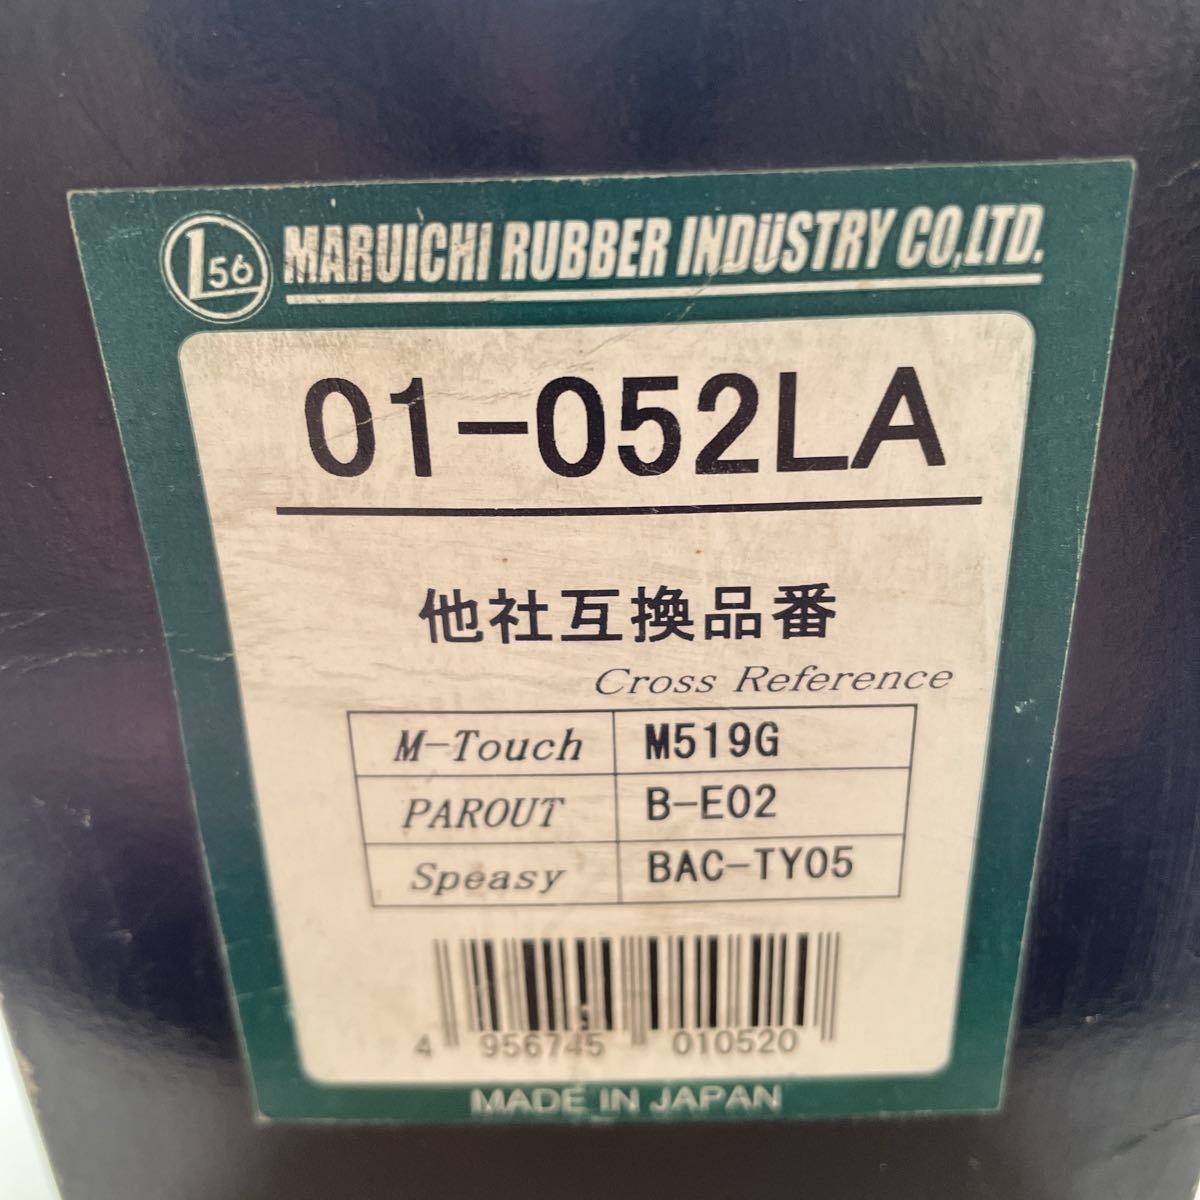 L56 MARUICHI RUBBER INDÜSTRY CO,LTD.
01-052LA
他社互換品番
Cross Reference
M-Touch M519G
PAROUT B-E02
Speasy BAC-TY05
4 956745 010520
MADE IN JAPAN